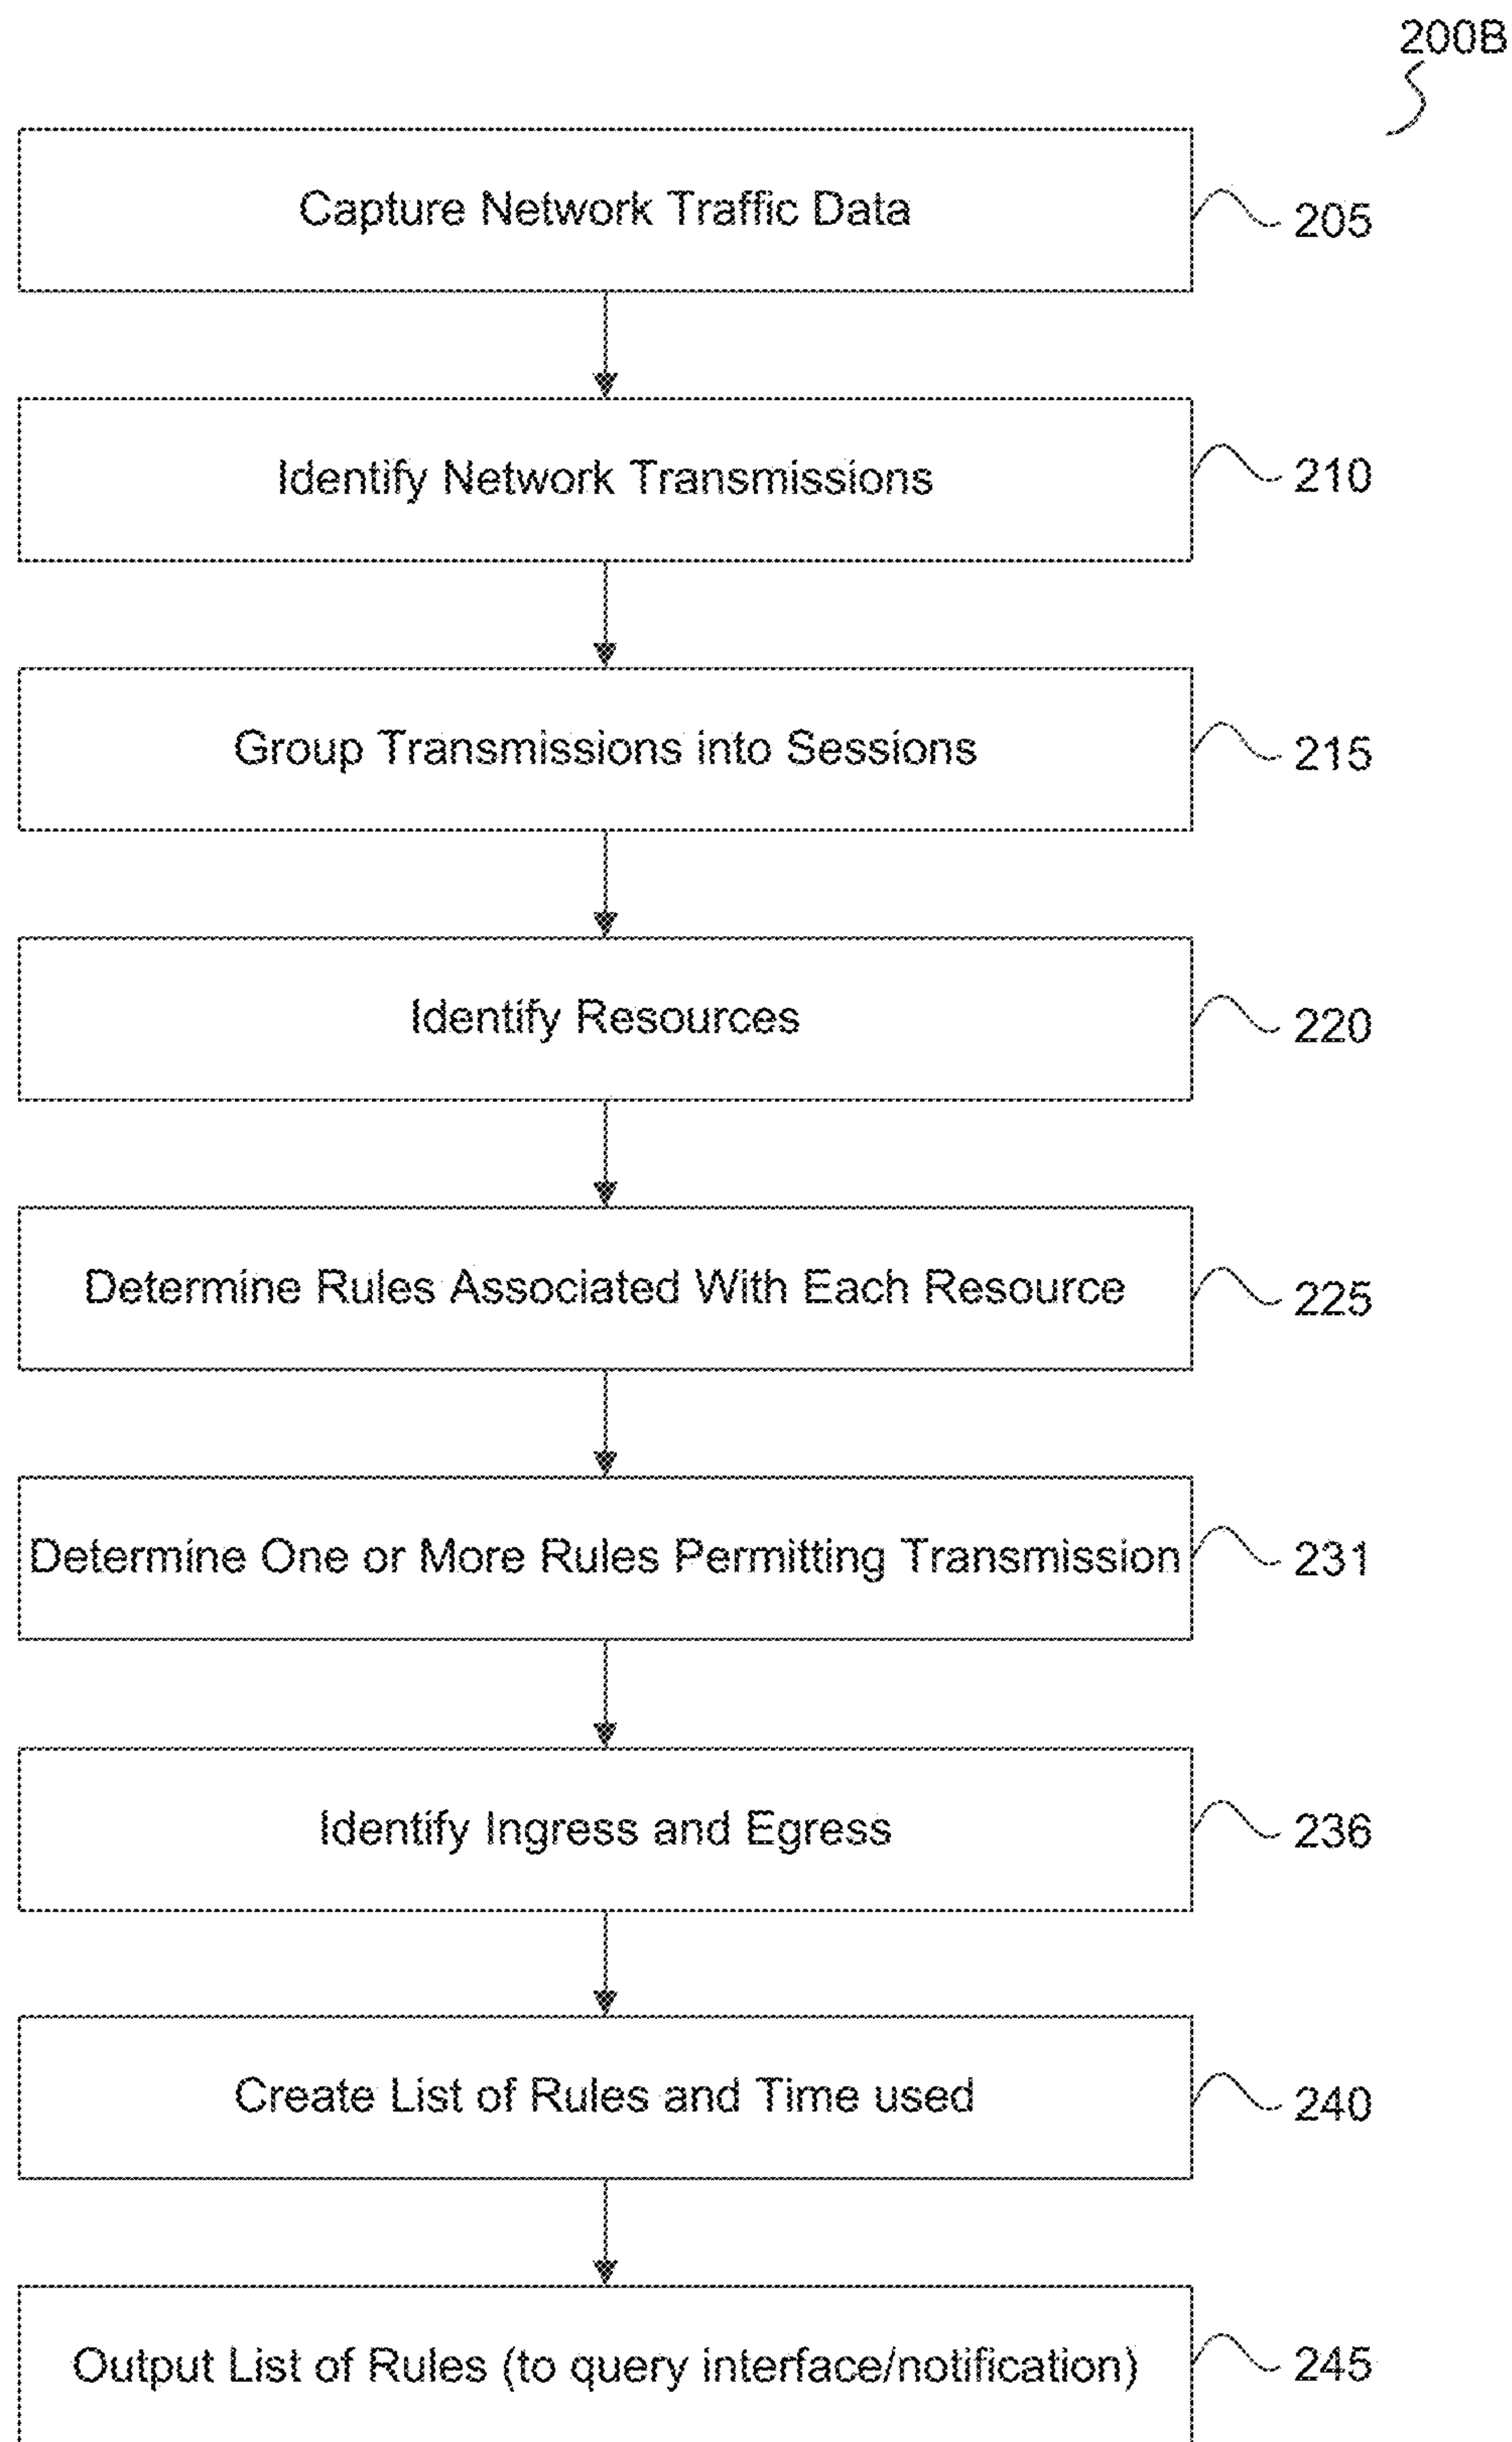 200B
Capture Network Traffic Data
205
Identify Network Transmissions
210
Group Transmissions into Sessions
215
Identify Resources
220
Determine Rules Associated With Each Resource
225
Determine One or More Rules Permitting Transmission
231
Identify Ingress and Egress
236
Create List of Rules and Time used
240
Output List of Rules (to query interface/notification)
245